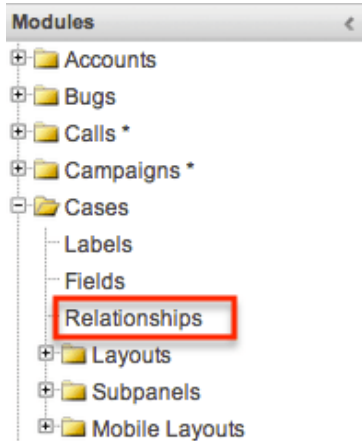 Modules
Accounts
Bugs
Calls *
Campaigns *
Cases
Labels
Fields
Relationships
Layouts
Subpanels
Mobile Layouts